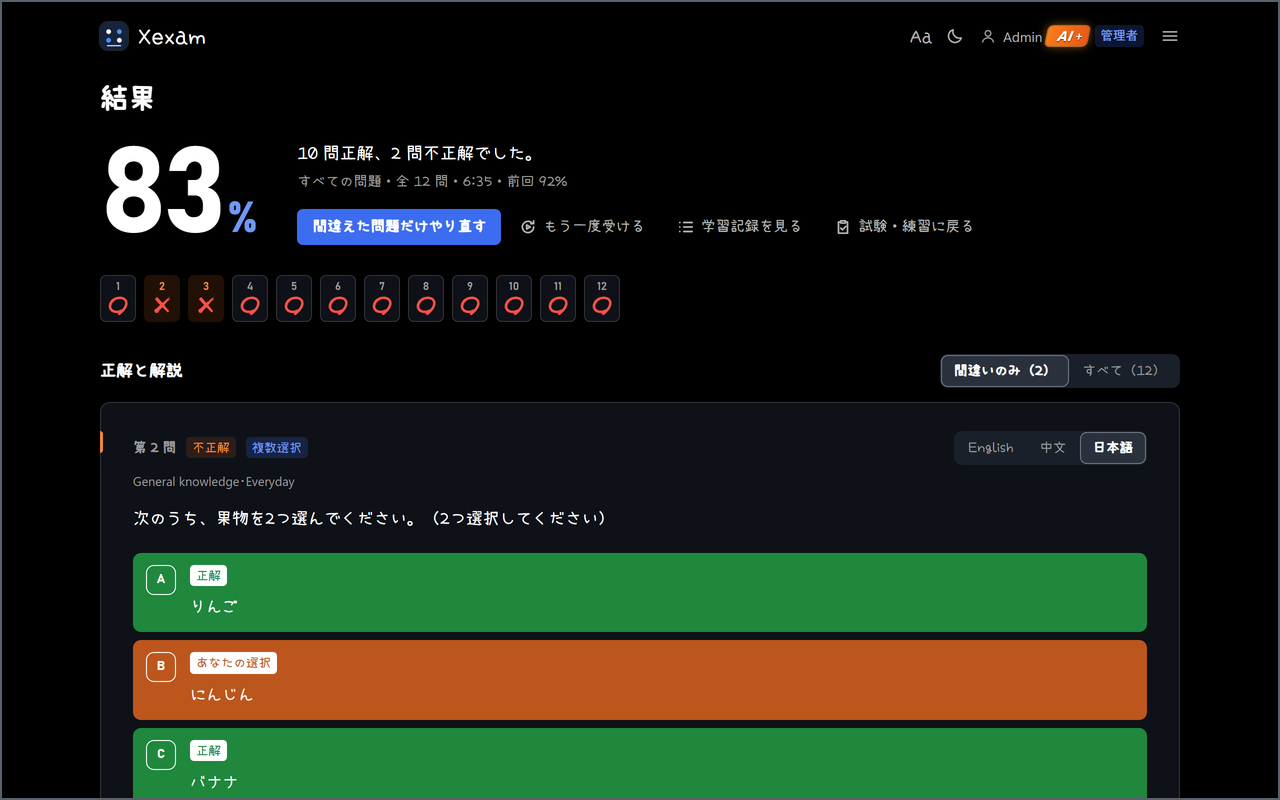 Xexam
Aa Admin AI+ 管理者
結果
83%
10 問正解、2 問不正解でした。
すべての問題・全 12 問・6:35・前回 92%
間違えた問題だけやり直す もう一度受ける 学習記録を見る 試験・練習に戻る
1 2 3 4 5 6 7 8 9 10 11 12
正解と解説 間違いのみ（2） すべて（12）
第 2 問 不正解 複数選択 English 中文 日本語
General knowledge·Everyday
次のうち、果物を2つ選んでください。（2つ選択してください）
A 正解
りんご
B あなたの選択
にんじん
C 正解
バナナ